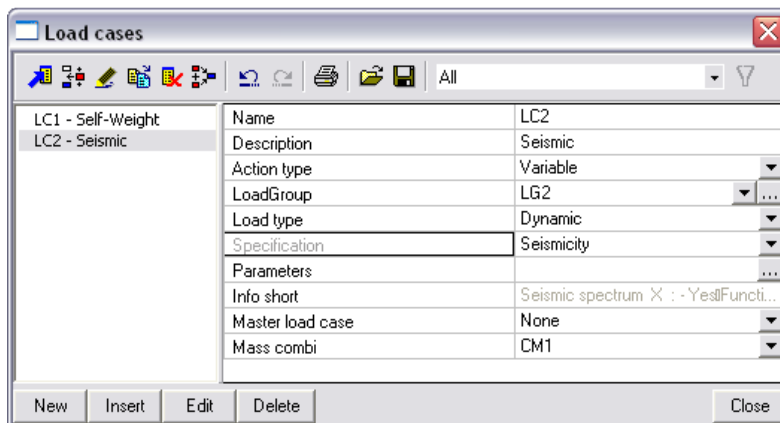 Load cases
All
LC1 - Self-Weight
LC2 - Seismic
Name LC2
Description Seismic
Action type Variable
LoadGroup LG2
...
Load type Dynamic
Specification Seismicity
Parameters ...
Info short Seismic spectrum X : - Yes▯Functi...
Master load case None
Mass combi CM1
New Insert Edit Delete Close